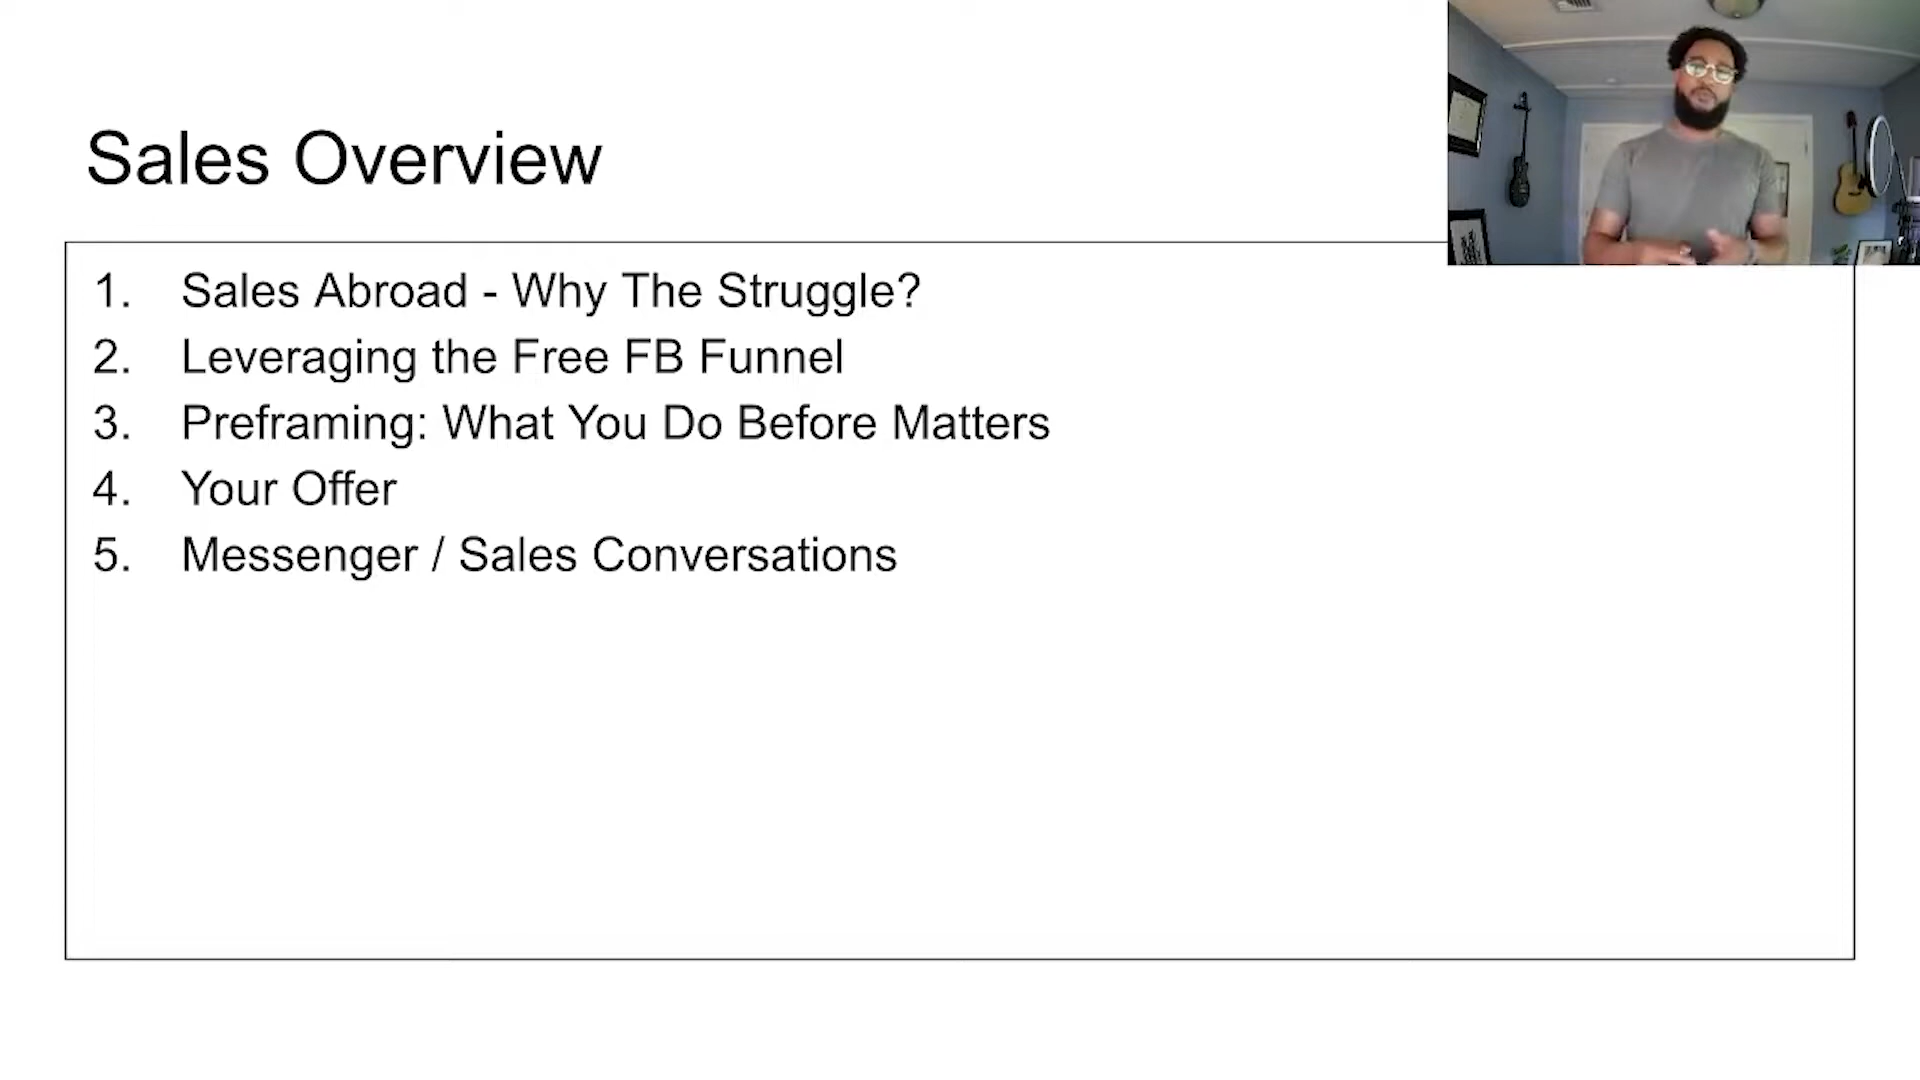 Sales Overview
1. Sales Abroad - Why The Struggle?
2. Leveraging the Free FB Funnel
3. Preframing: What You Do Before Matters
4. Your Offer
5. Messenger / Sales Conversations